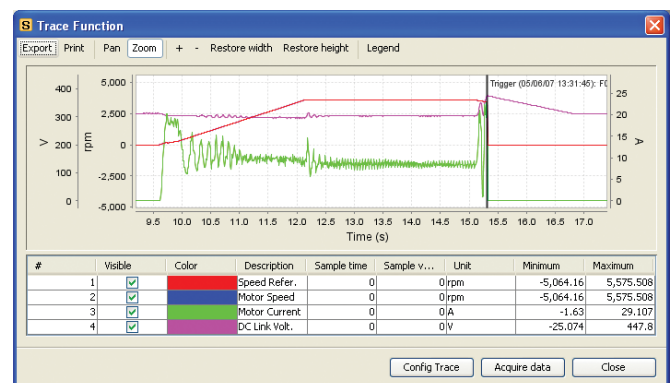 S Trace Function
Export Print Pan Zoom + - Restore width Restore height Legend
Trigger (05/06/07 13:31:45): F(
400 300 200 100 0
V
5,000 2,500 0 -2,500 -5,000
rpm
25 20 15 10 5 0
A
9.5 10.0 10.5 11.0 11.5 12.0 12.5 13.0 13.5 14.0 14.5 15.0 15.5 16.0 16.5 17.0
Time (s)
# Visible Color Description Sample time Sample v... Unit Minimum Maximum
1 Speed Refer. 0 0 rpm -5,064.16 5,575.508
2 Motor Speed 0 0 rpm -5,064.16 5,575.508
3 Motor Current 0 0 A -1.63 29.107
4 DC Link Volt. 0 0 V -25.074 447.8
Config Trace Acquire data Close